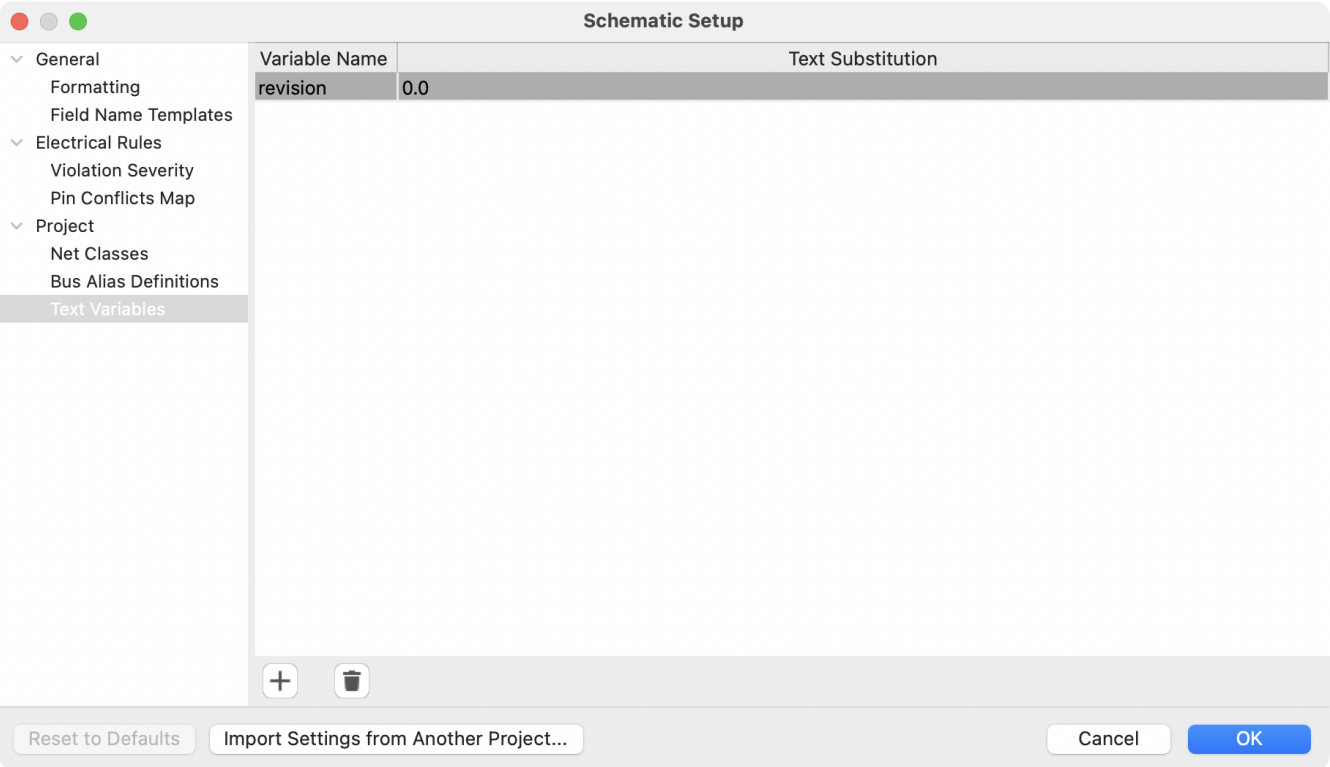 Schematic Setup
General
Formatting
Field Name Templates
Electrical Rules
Violation Severity
Pin Conflicts Map
Project
Net Classes
Bus Alias Definitions
Text Variables
Variable Name Text Substitution
revision 0.0
Reset to Defaults Import Settings from Another Project... Cancel OK